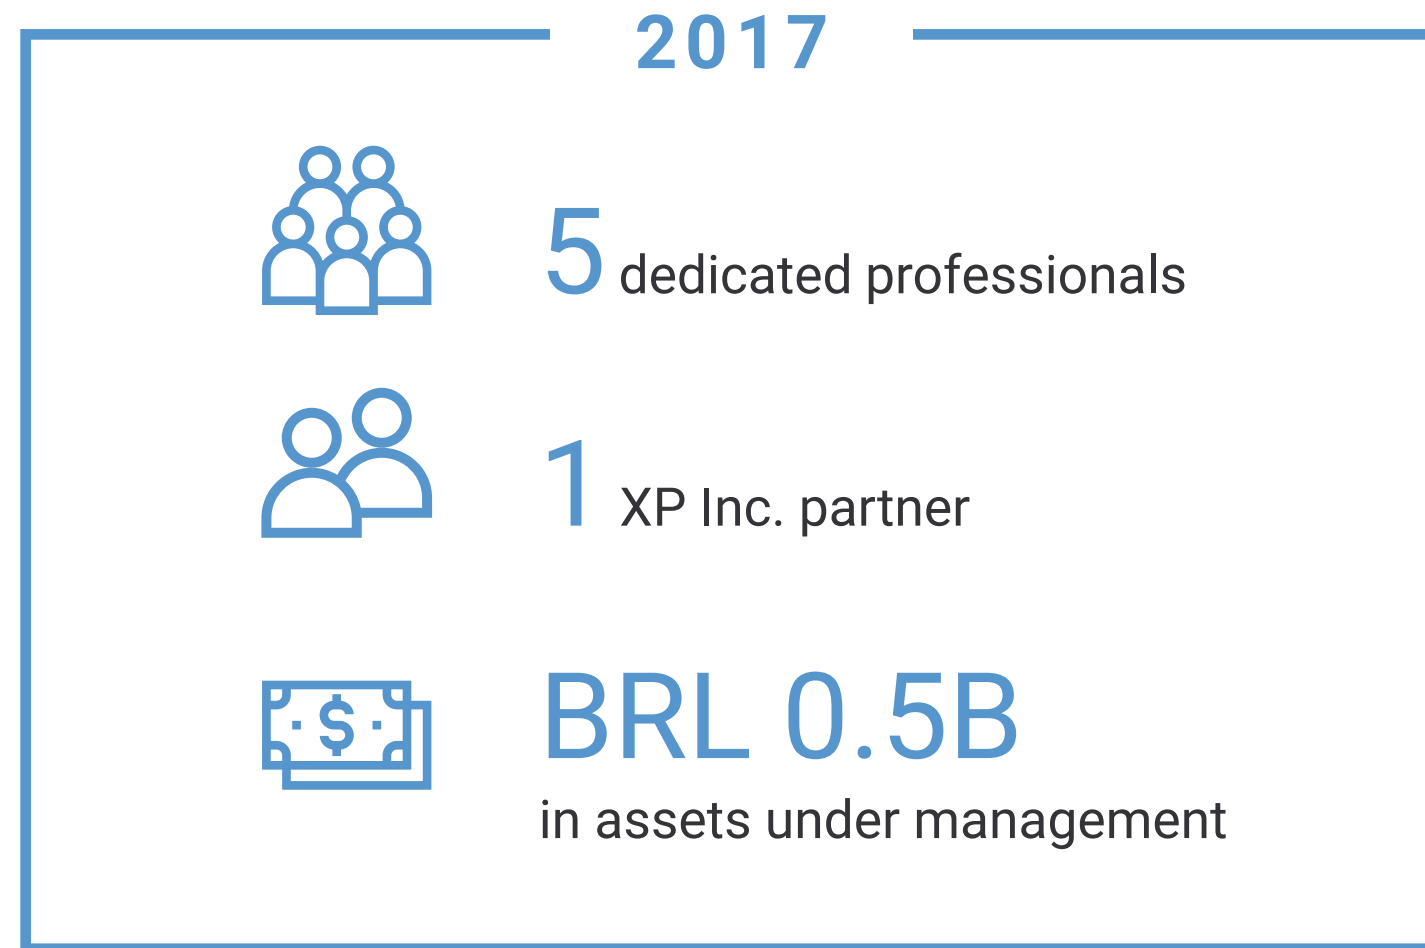 2017
5 dedicated professionals
1 XP Inc. partner
$
BRL 0.5B
in assets under management